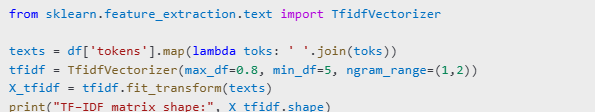 from sklearn.feature_extraction.text import TfidfVectorizer
texts = df['tokens'].map(lambda toks: ' '.join(toks))
tfidf = TfidfVectorizer(max_df=0.8, min_df=5, ngram_range=(1,2))
X_tfidf = tfidf.fit_transform(texts)
print("TF-IDF matrix shape:", X_tfidf.shape)